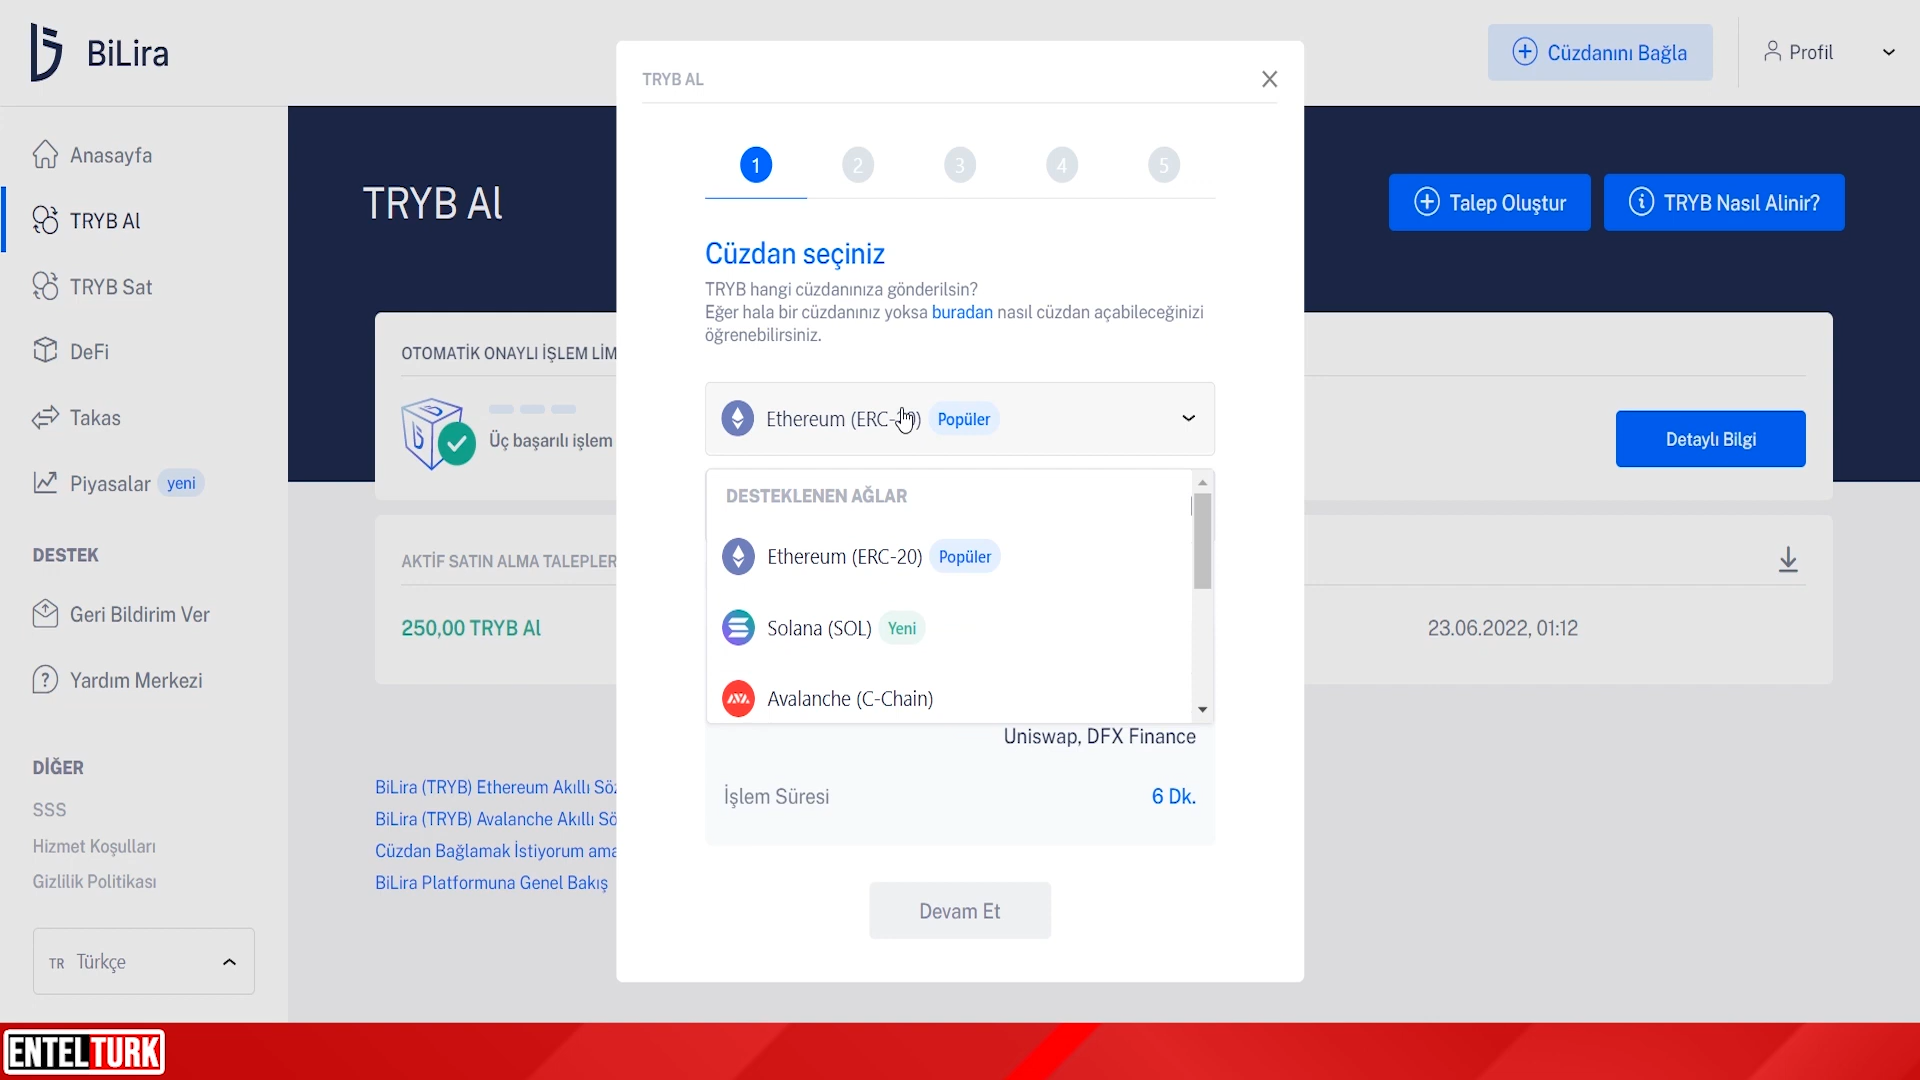 BiLira
Cüzdanını Bağla
Profil
Anasayfa
TRYB Al
TRYB Sat
DeFi
Takas
Piyasalar yeni
DESTEK
Geri Bildirim Ver
Yardım Merkezi
DİĞER
SSS
Hizmet Koşulları
Gizlilik Politikası
TR Türkçe
TRYB Al
Talep Oluştur
TRYB Nasıl Alinir?
OTOMATİK ONAYLI İŞLEM LİM
Üç başarılı işlem
Detaylı Bilgi
AKTİF SATIN ALMA TALEPLER
250,00 TRYB Al
23.06.2022, 01:12
BiLira (TRYB) Ethereum Akıllı Söz
BiLira (TRYB) Avalanche Akıllı Sö
Cüzdan Bağlamak İstiyorum ama
BiLira Platformuna Genel Bakış
TRYB AL
1 2 3 4 5
Cüzdan seçiniz
TRYB hangi cüzdanınıza gönderilsin?
Eğer hala bir cüzdanınız yoksa buradan nasıl cüzdan açabileceğinizi
öğrenebilirsiniz.
Ethereum (ERC- ) Popüler
DESTEKLENEN AĞLAR
Ethereum (ERC-20) Popüler
Solana (SOL) Yeni
Avalanche (C-Chain)
Uniswap, DFX Finance
İşlem Süresi 6 Dk.
Devam Et
ENTELTURK